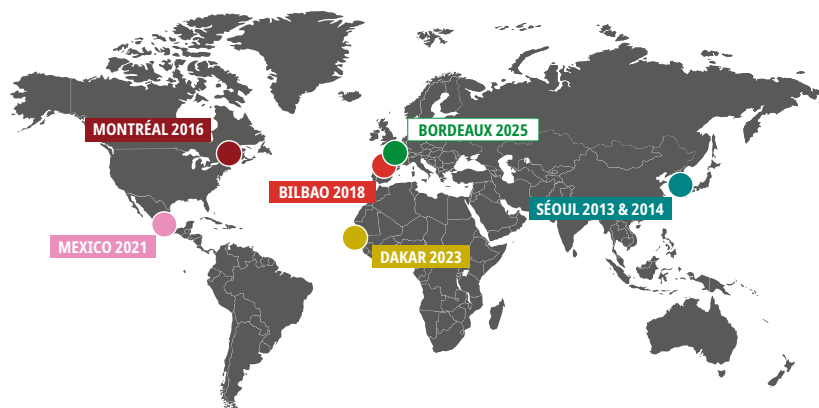 MONTRÉAL 2016
BORDEAUX 2025
BILBAO 2018
SÉOUL 2013 & 2014
MEXICO 2021
DAKAR 2023